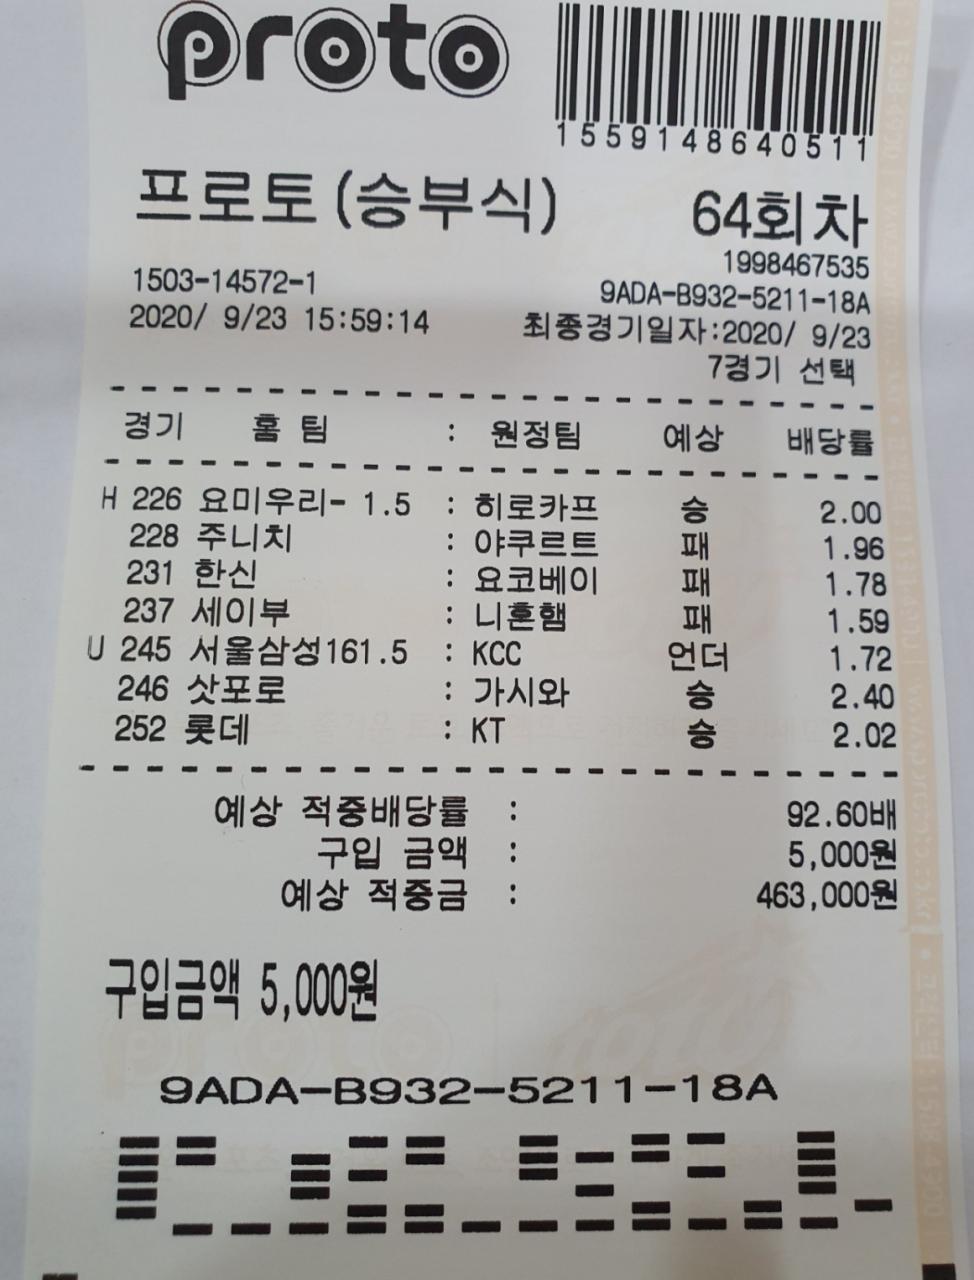 proto
1559148640511
프로토(승부식) 64회차
1998467535
1503-14572-1 9ADA-B932-5211-18A
2020/ 9/23 15:59:14 최종경기일자:2020/ 9/23
7경기 선택
경기 홈 팀 : 원정팀 예상 배당률
H 226 요미우리- 1.5 : 히로카프 승 2.00
228 주니치 : 야쿠르트 패 1.96
231 한신 : 요코베이 패 1.78
237 세이부 : 니혼햄 패 1.59
U 245 서울삼성161.5 : KCC 언더 1.72
246 삿포로 : 가시와 승 2.40
252 롯데 : KT 승 2.02
예상 적중배당률 : 92.60배
구입 금액 : 5,000원
예상 적중금 : 463,000원
구입금액 5,000원
9ADA-B932-5211-18A